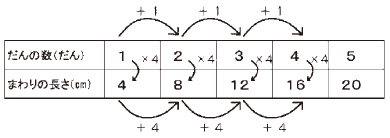 +1 +1 +1
だんの数(だん) 1 ×4 2 ×4 3 ×4 4 ×4 5
まわりの長さ(cm) 4 8 12 16 20
+4 +4 +4